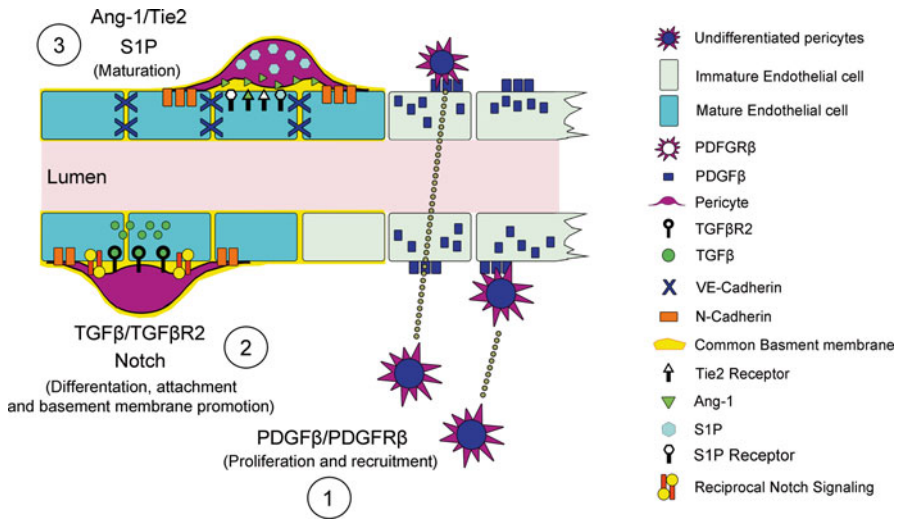 Ang-1/Tie2
3
S1P
(Maturation)
Lumen
TGFβ/TGFβR2
2
Notch
(Differentation, attachment
and basement membrane promotion)
PDGFβ/PDGFRβ
(Proliferation and recruitment)
1
Undifferentiated pericytes
Immature Endothelial cell
Mature Endothelial cell
PDFGRβ
PDGFβ
Pericyte
TGFβR2
TGFβ
VE-Cadherin
N-Cadherin
Common Basment membrane
Tie2 Receptor
Ang-1
S1P
S1P Receptor
Reciprocal Notch Signaling